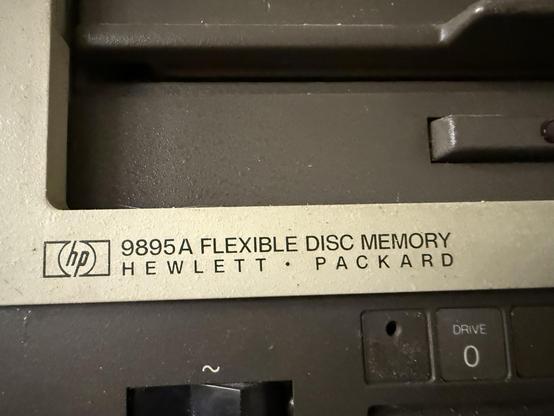 hp 9895A FLEXIBLE DISC MEMORY
HEWLETT · PACKARD
DRIVE
0
~